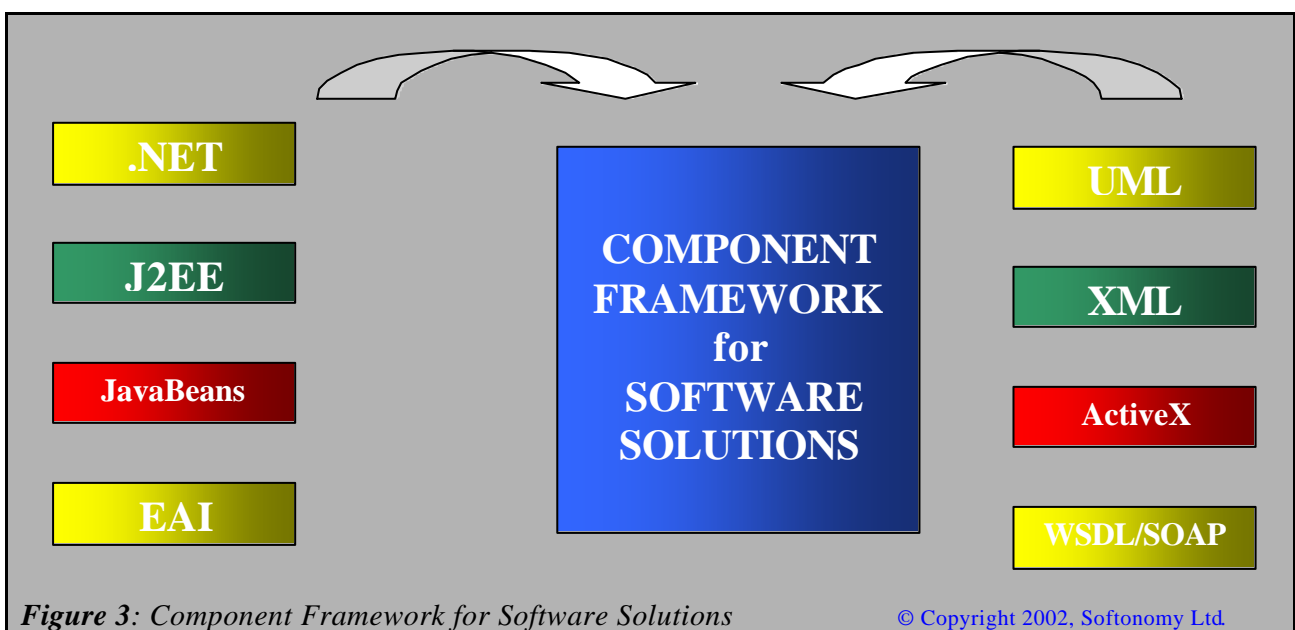 .NET
J2EE
JavaBeans
EAI
COMPONENT
FRAMEWORK
for
SOFTWARE
SOLUTIONS
UML
XML
ActiveX
WSDL/SOAP
Figure 3: Component Framework for Software Solutions
© Copyright 2002, Softonomy Ltd.